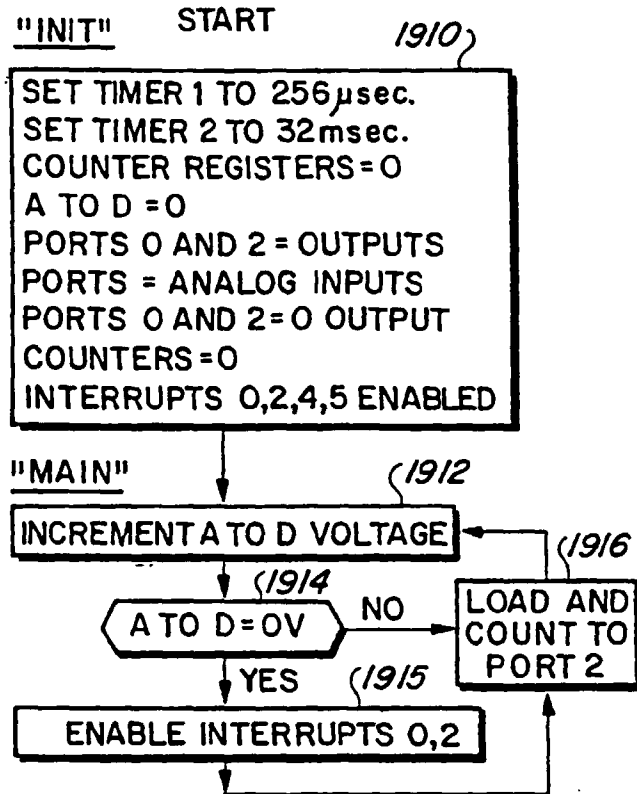 "INIT" START
1910
SET TIMER 1 TO 256µsec.
SET TIMER 2 TO 32msec.
COUNTER REGISTERS=0
A TO D =0
PORTS 0 AND 2= OUTPUTS
PORTS = ANALOG INPUTS
PORTS 0 AND 2=0 OUTPUT
COUNTERS=0
INTERRUPTS 0,2,4,5 ENABLED
"MAIN"
1912
INCREMENT A TO D VOLTAGE
1914
A TO D=0V
NO
1916
LOAD AND
COUNT TO
PORT 2
YES
1915
ENABLE INTERRUPTS 0,2